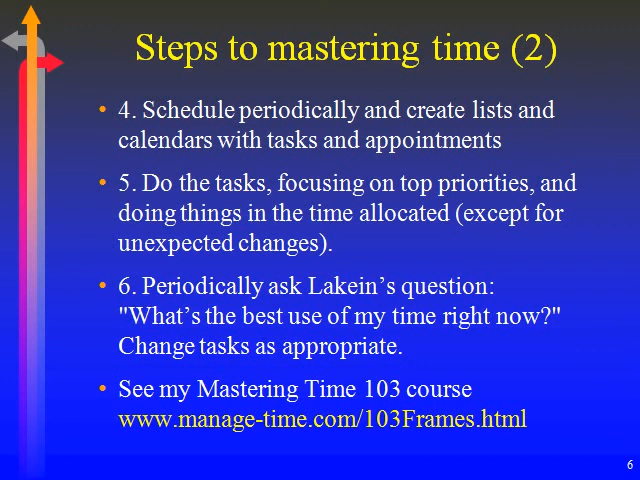 Steps to mastering time (2)
• 4. Schedule periodically and create lists and
calendars with tasks and appointments
• 5. Do the tasks, focusing on top priorities, and
doing things in the time allocated (except for
unexpected changes).
• 6. Periodically ask Lakein’s question:
"What’s the best use of my time right now?"
Change tasks as appropriate.
• See my Mastering Time 103 course
www.manage-time.com/103Frames.html
6